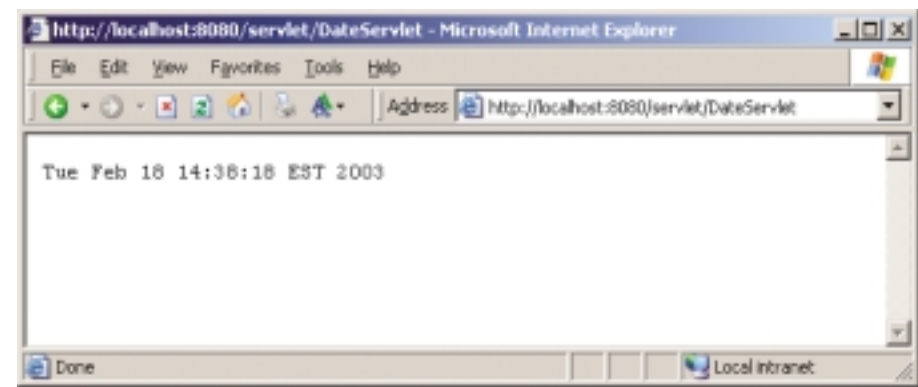 http://localhost:8080/servlet/DateServlet - Microsoft Internet Explorer
File Edit View Favorites Tools Help
Address http://localhost:8080/servlet/DateServlet
Tue Feb 18 14:38:18 EST 2003
Done Local intranet